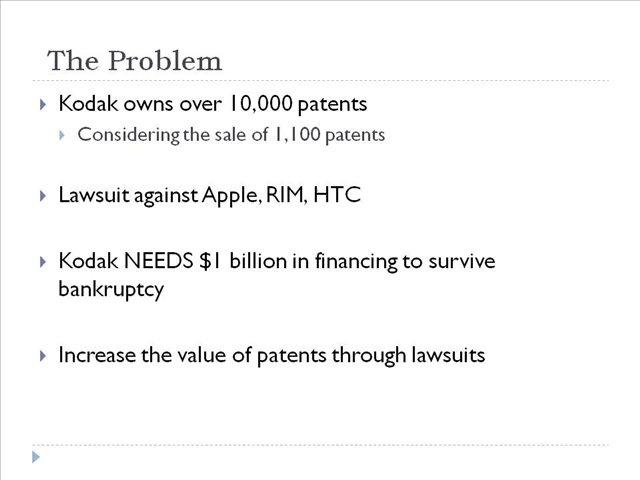 The Problem
Kodak owns over 10,000 patents
Considering the sale of 1,100 patents
Lawsuit against Apple, RIM, HTC
Kodak NEEDS $1 billion in financing to survive
bankruptcy
Increase the value of patents through lawsuits